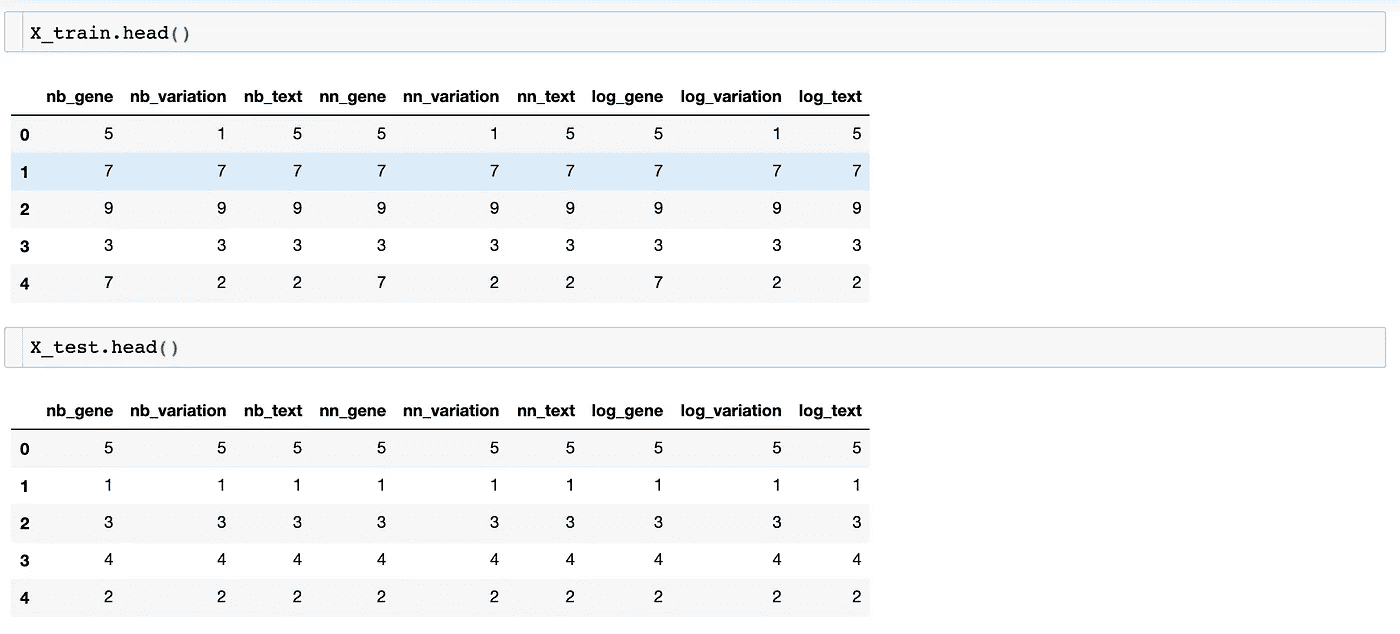 X_train.head()
nb_gene nb_variation nb_text nn_gene nn_variation nn_text log_gene log_variation log_text
0 5 1 5 5 1 5 5 1 5
1 7 7 7 7 7 7 7 7 7
2 9 9 9 9 9 9 9 9 9
3 3 3 3 3 3 3 3 3 3
4 7 2 2 7 2 2 7 2 2
X_test.head()
nb_gene nb_variation nb_text nn_gene nn_variation nn_text log_gene log_variation log_text
0 5 5 5 5 5 5 5 5 5
1 1 1 1 1 1 1 1 1 1
2 3 3 3 3 3 3 3 3 3
3 4 4 4 4 4 4 4 4 4
4 2 2 2 2 2 2 2 2 2